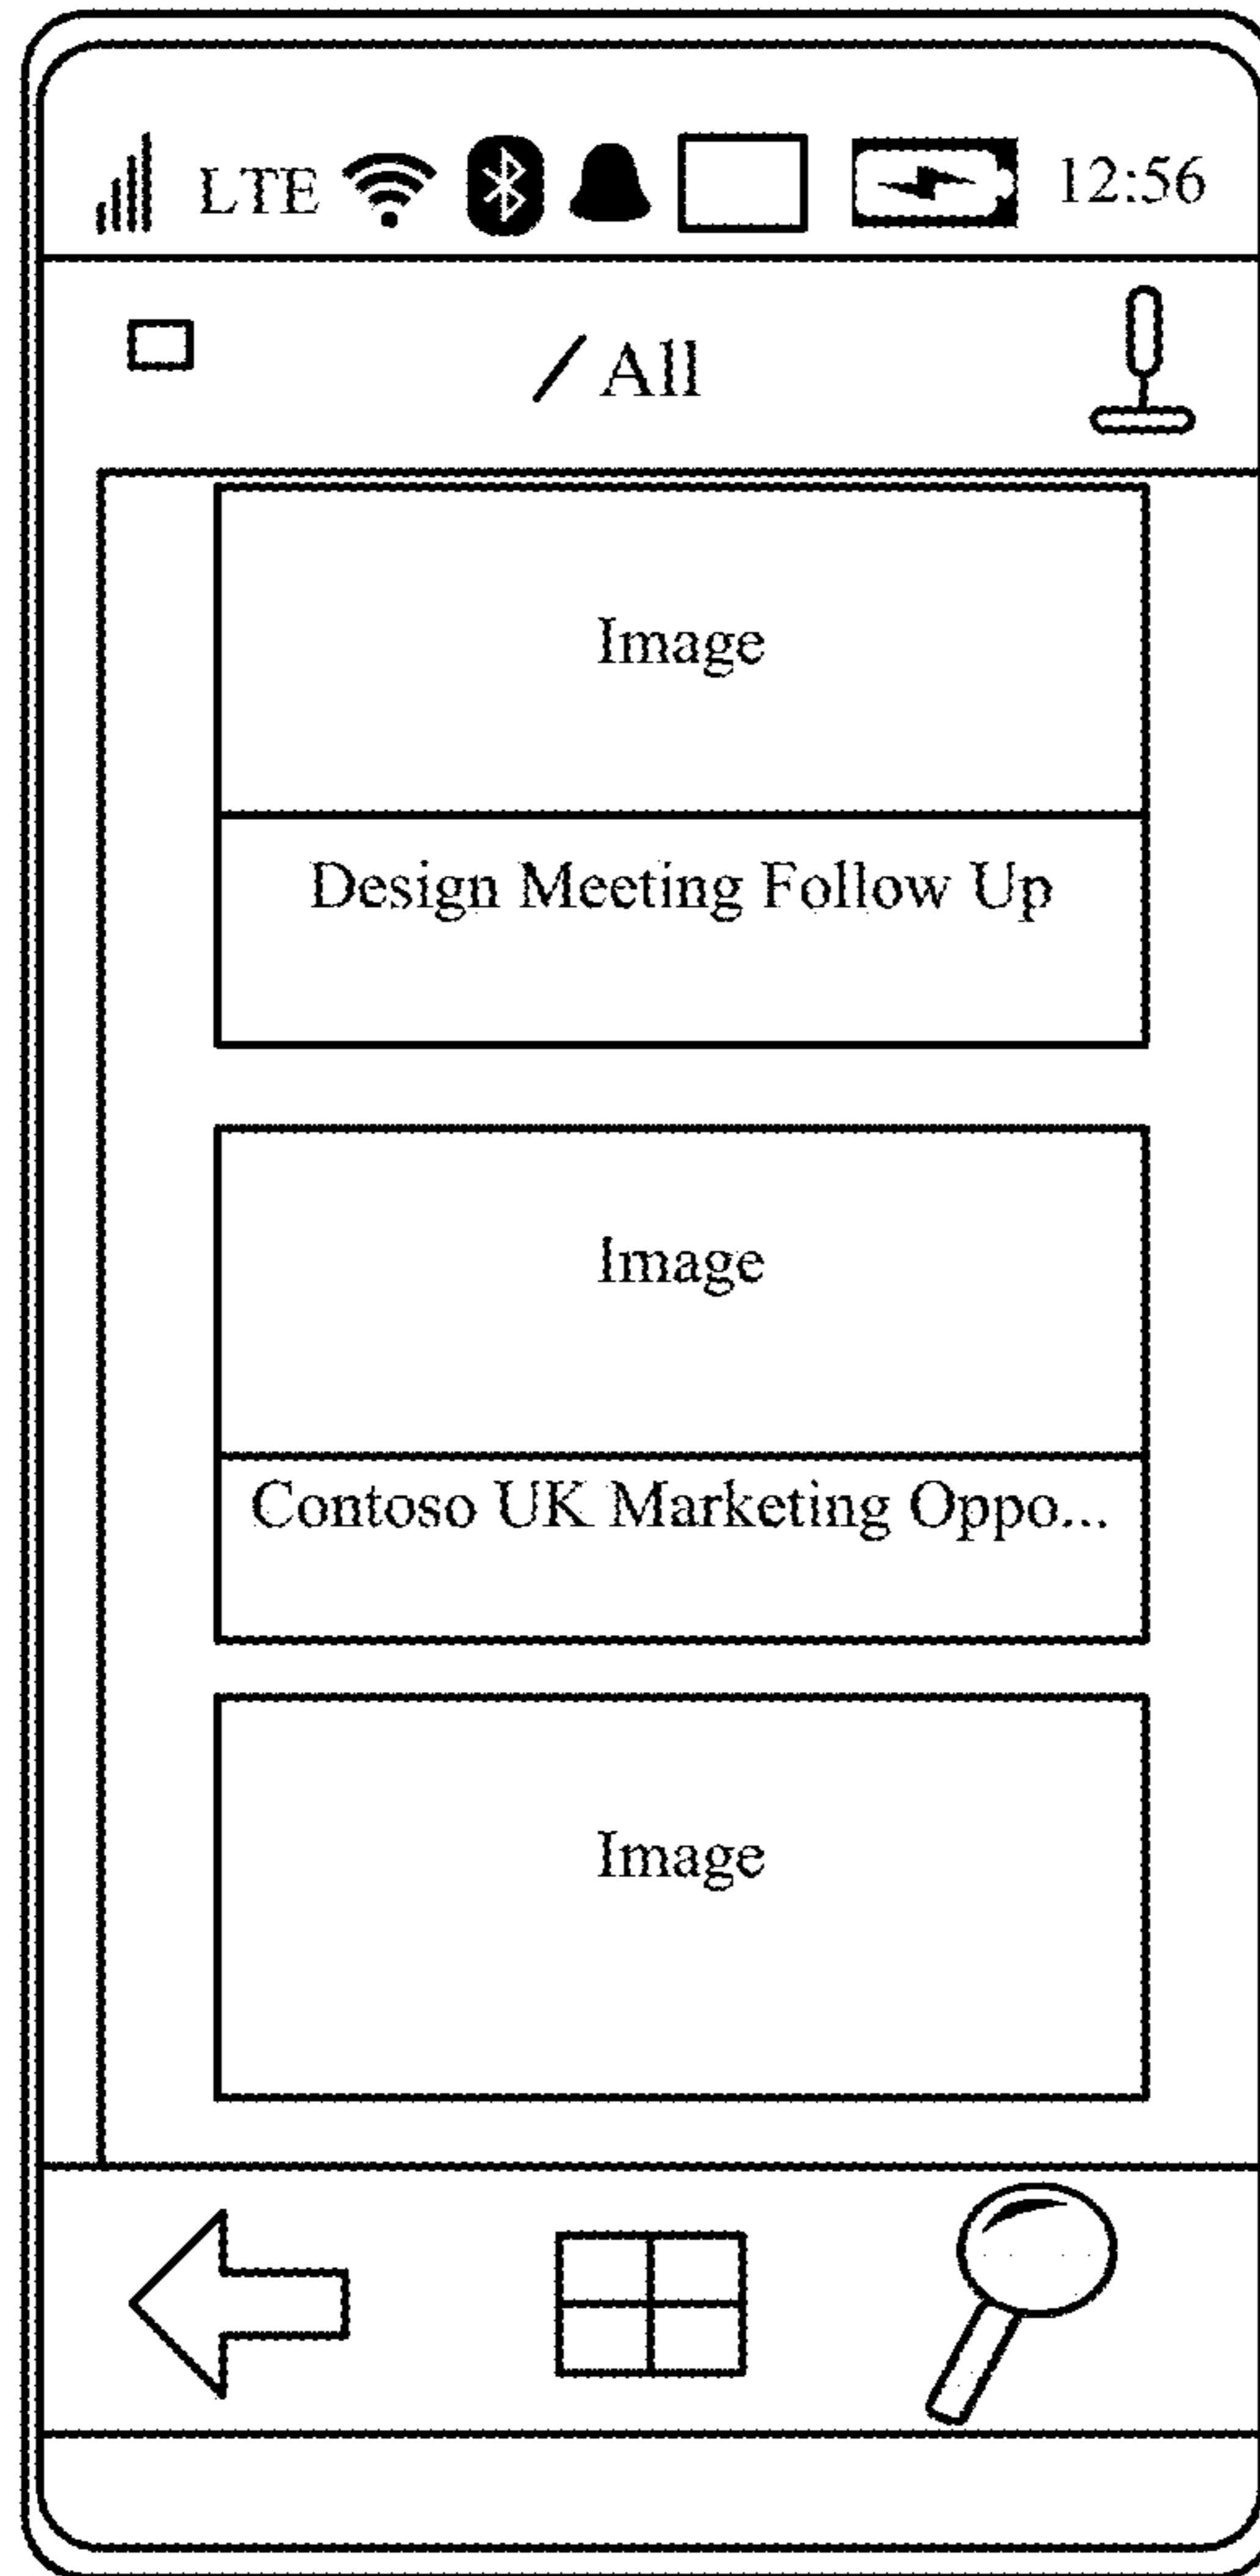 LTE 12:56
/ All
Image
Design Meeting Follow Up
Image
Contoso UK Marketing Oppo...
Image